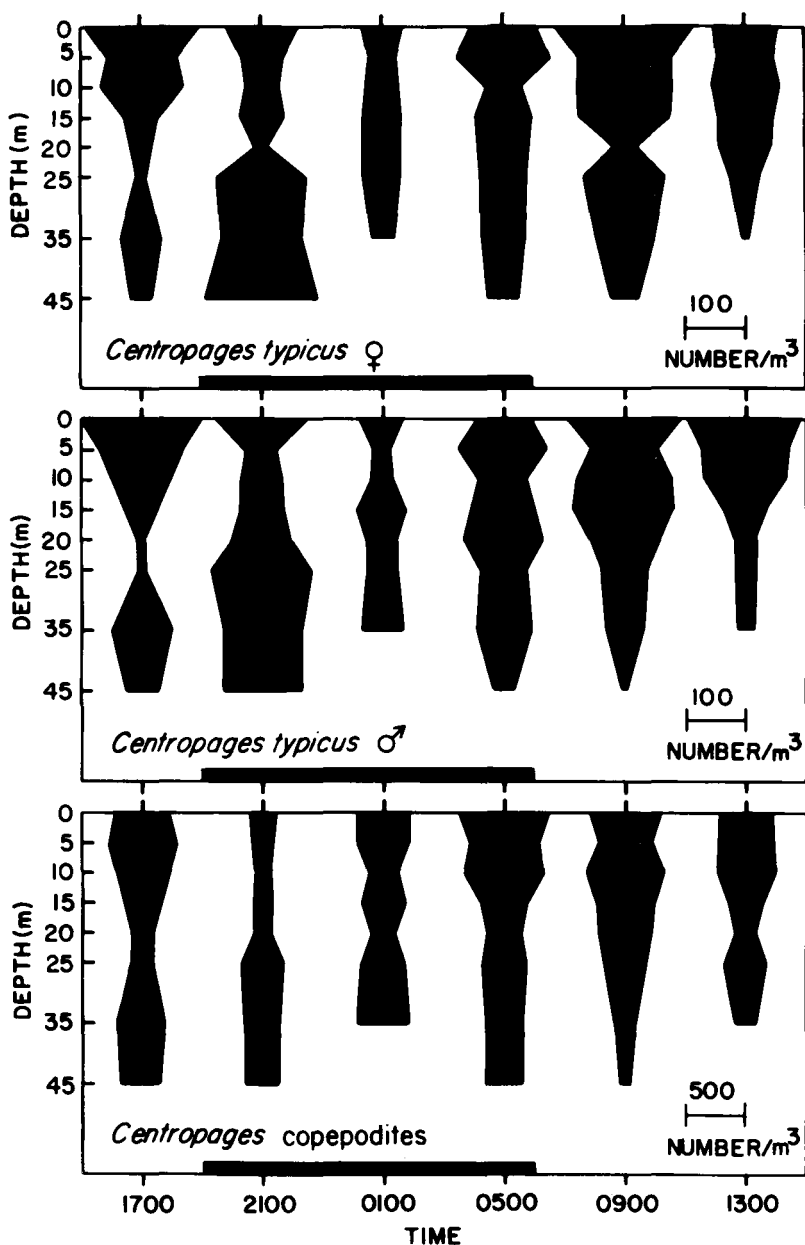 0
5
10
15
20
25
35
45
DEPTH (m)
100
NUMBER/m³
Centropages typicus ♀
0
5
10
15
20
25
35
45
DEPTH (m)
100
NUMBER/m³
Centropages typicus ♂
0
5
10
15
20
25
35
45
DEPTH (m)
500
NUMBER/m³
Centropages copepodites
1700 2100 0100 0500 0900 1300
TIME